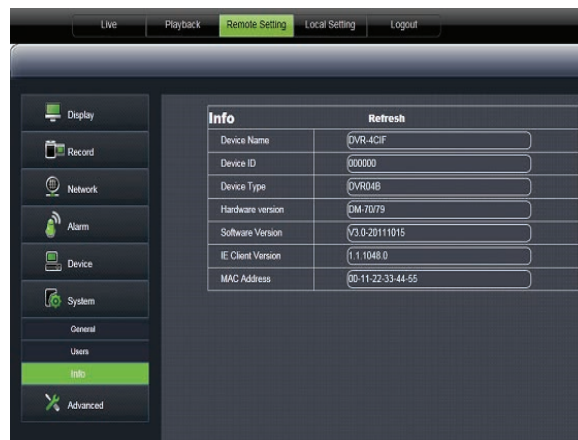 Live Playback Remote Setting Local Setting Logout
Display
Record
Network
Alarm
Device
System
General
Users
Info
Advanced
Info Refresh
Device Name DVR-4CIF
Device ID 000000
Device Type DVR04B
Hardware version DM-70/79
Software Version V3.0-20111015
IE Client Version 1.1.1048.0
MAC Address 00-11-22-33-44-55